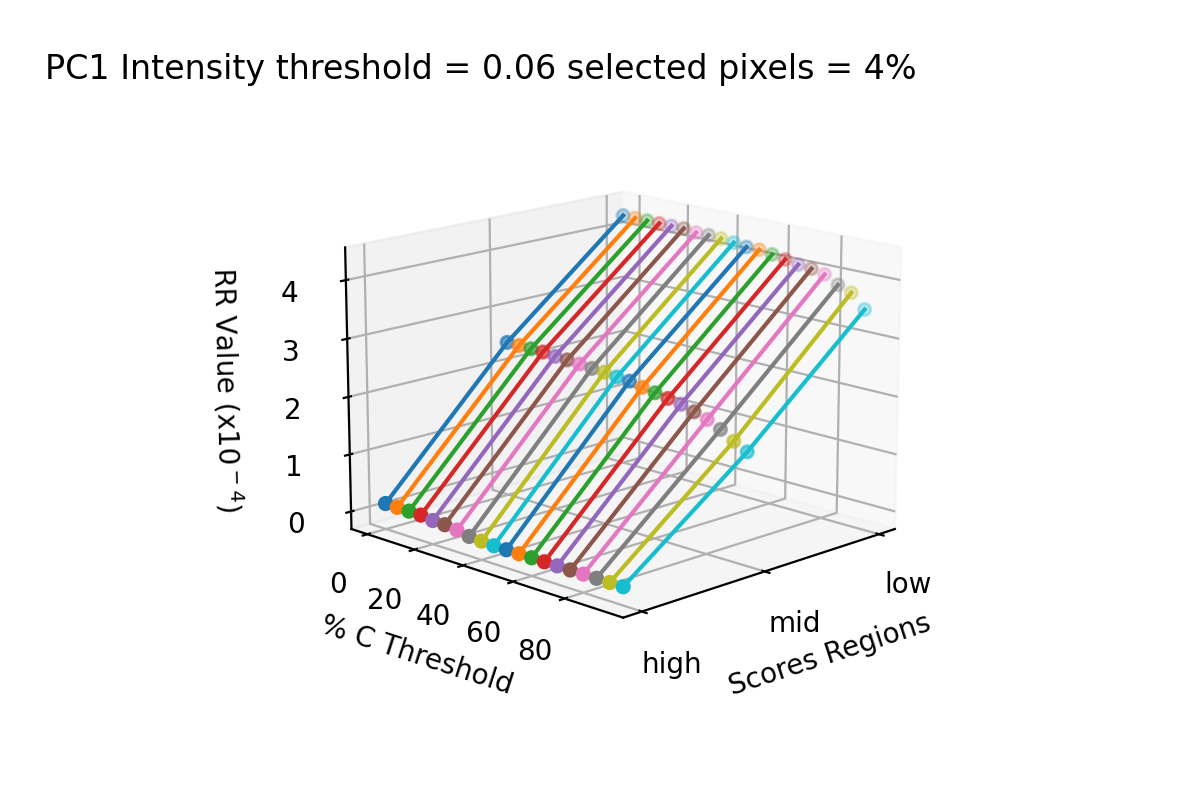 PC1 Intensity threshold = 0.06 selected pixels = 4%
RR Value (x10⁻⁴)
4
3
2
1
0
0
20
40
60
80
% C Threshold
low
mid
high
Scores Regions